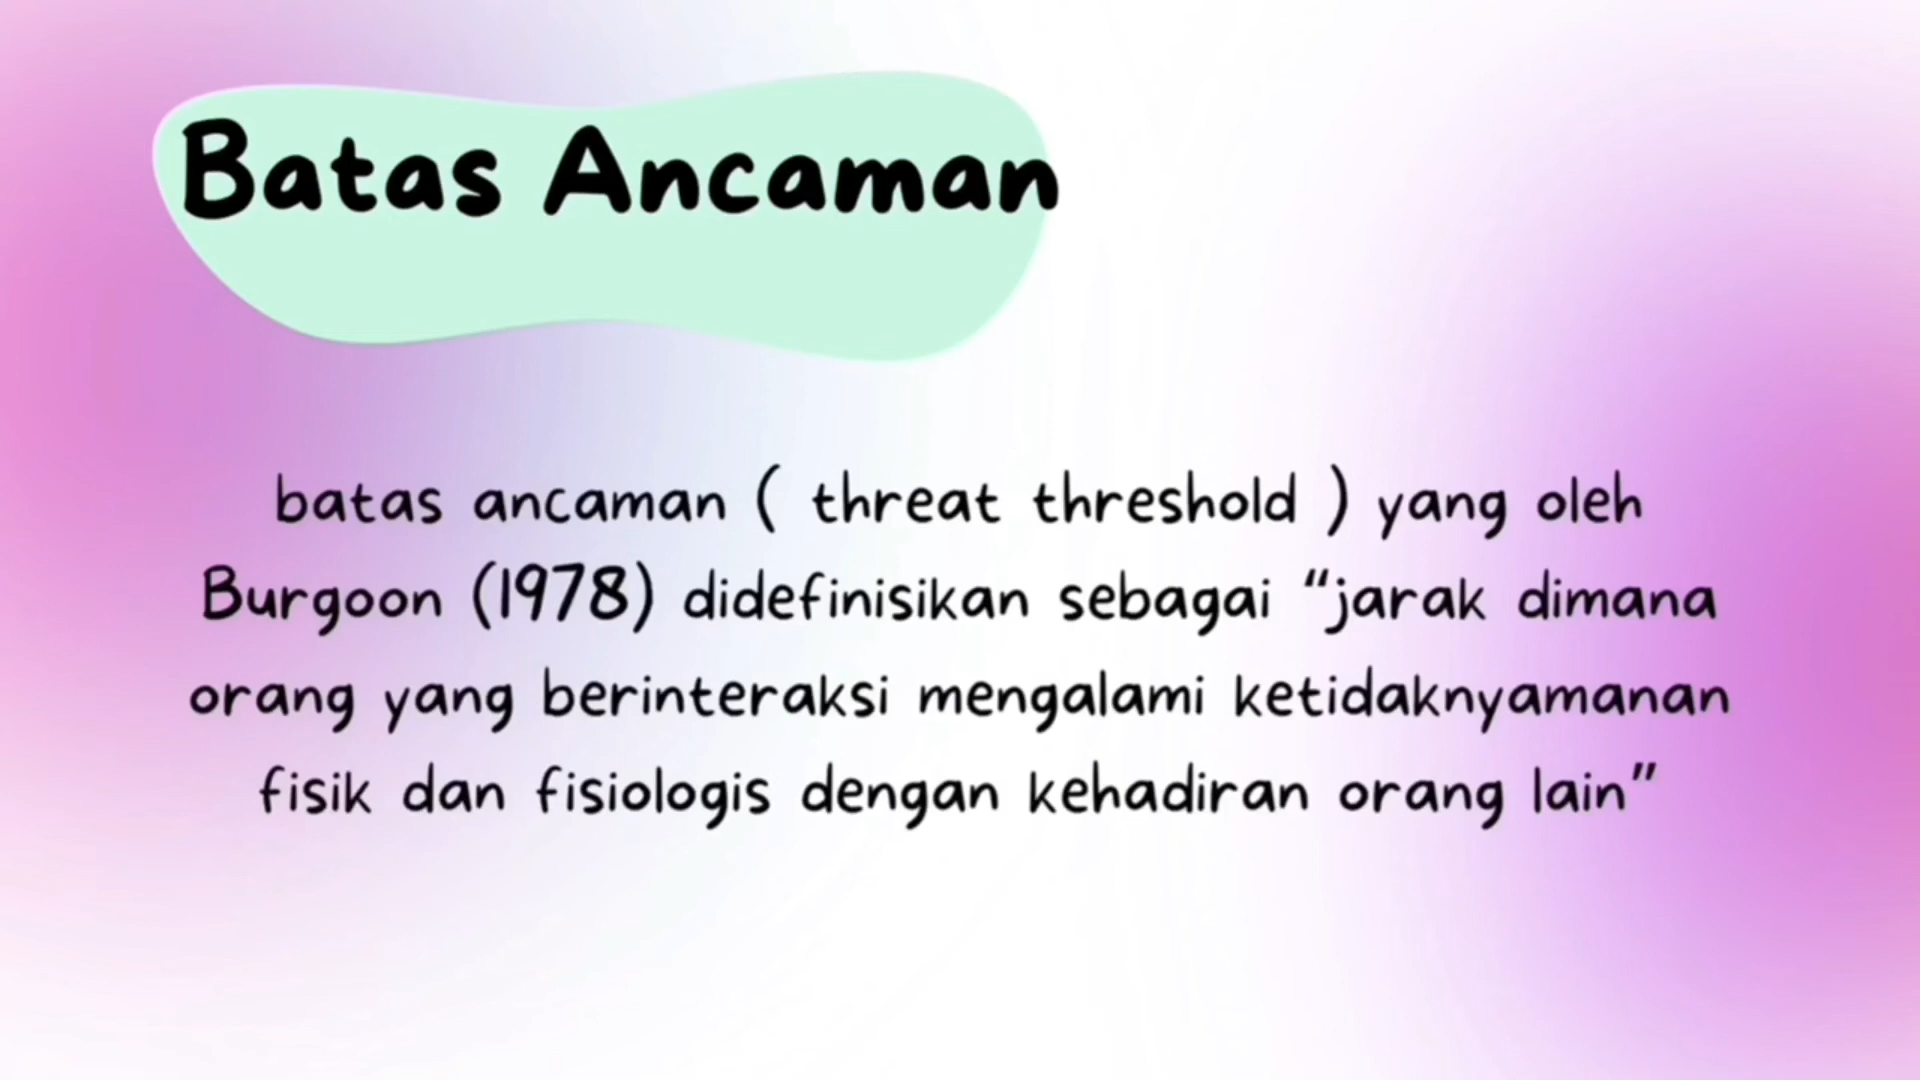 Batas Ancaman
batas ancaman ( threat threshold ) yang oleh
Burgoon (1978) didefinisikan sebagai “jarak dimana
orang yang berinteraksi mengalami ketidaknyamanan
fisik dan fisiologis dengan kehadiran orang lain”